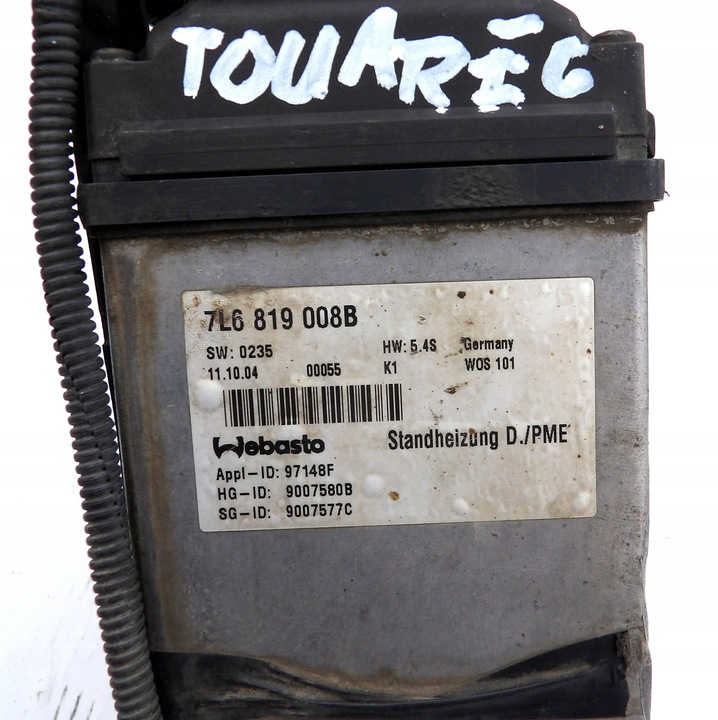 TOUAREG
7L6 819 008B
SW: 0235 HW: 5.4S Germany
11.10.04 00055 K1 WOS 101
Webasto Standheizung D./PME
Appl-ID: 97148F
HG-ID: 9007580B
SG-ID: 9007577C